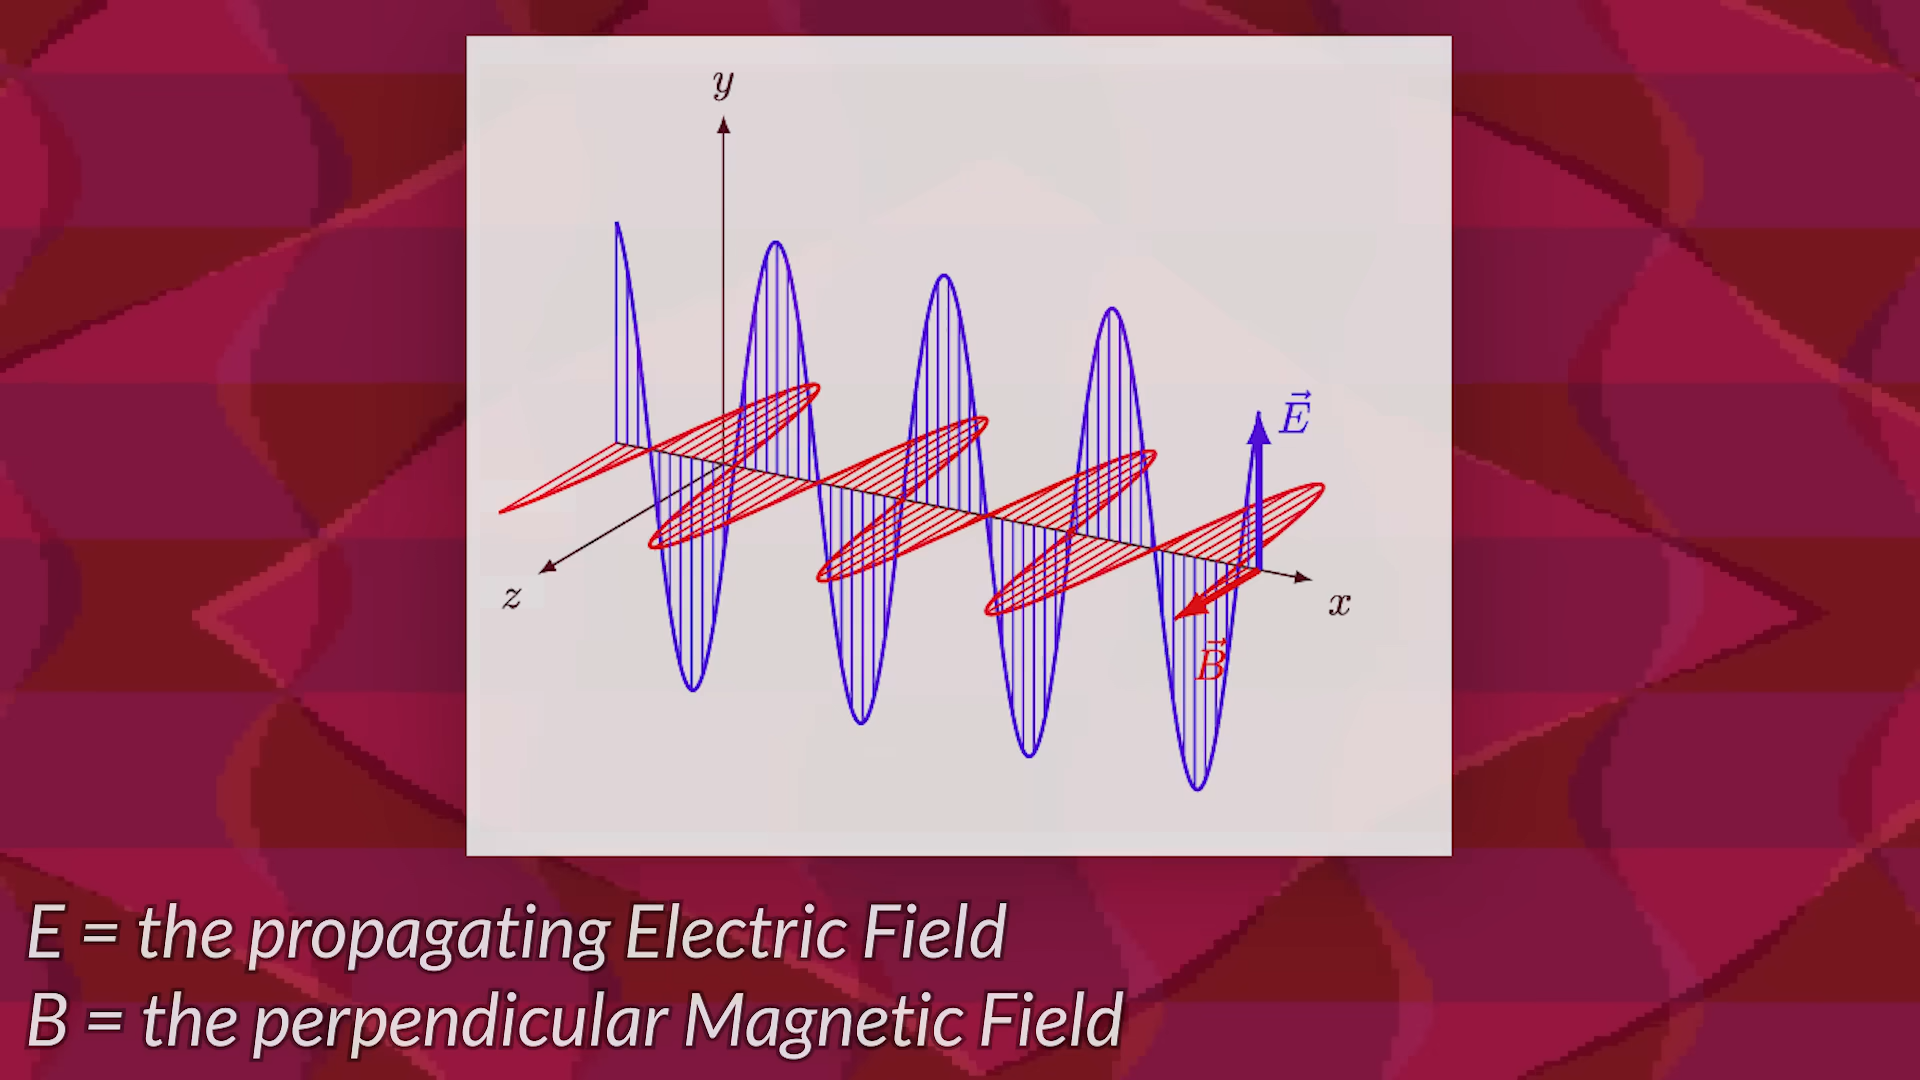 y
E⃗
z
x
B⃗
E = the propagating Electric Field
B = the perpendicular Magnetic Field